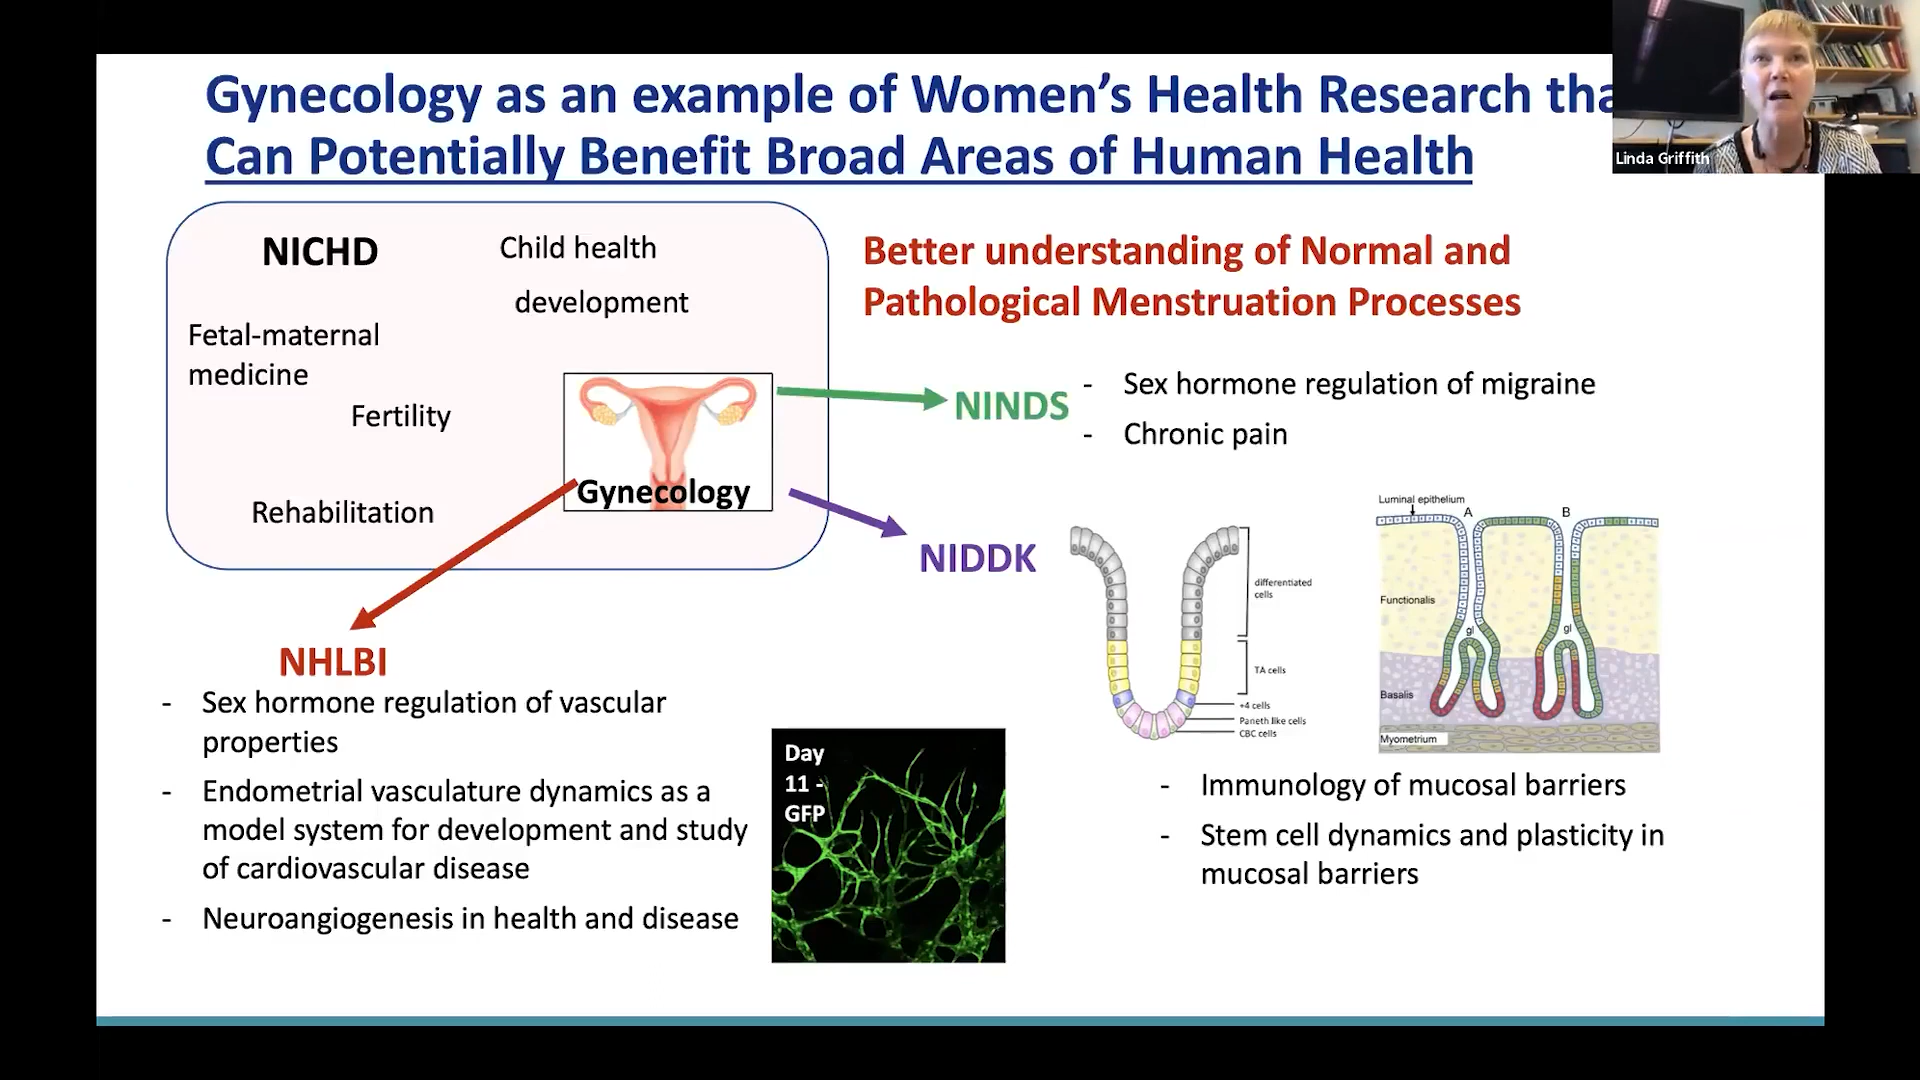 Gynecology as an example of Women's Health Research tha
Can Potentially Benefit Broad Areas of Human Health
Linda Griffith
NICHD
Child health
development
Fetal-maternal
medicine
Fertility
Rehabilitation
Gynecology
Better understanding of Normal and
Pathological Menstruation Processes
NINDS
- Sex hormone regulation of migraine
- Chronic pain
NIDDK
differentiated
cells
TA cells
+4 cells
Paneth like cells
CBC cells
Luminal epithelium
A
B
Functionalis
gl
gl
Basalis
Myometrium
- Immunology of mucosal barriers
- Stem cell dynamics and plasticity in
mucosal barriers
NHLBI
- Sex hormone regulation of vascular
properties
- Endometrial vasculature dynamics as a
model system for development and study
of cardiovascular disease
- Neuroangiogenesis in health and disease
Day
11 -
GFP